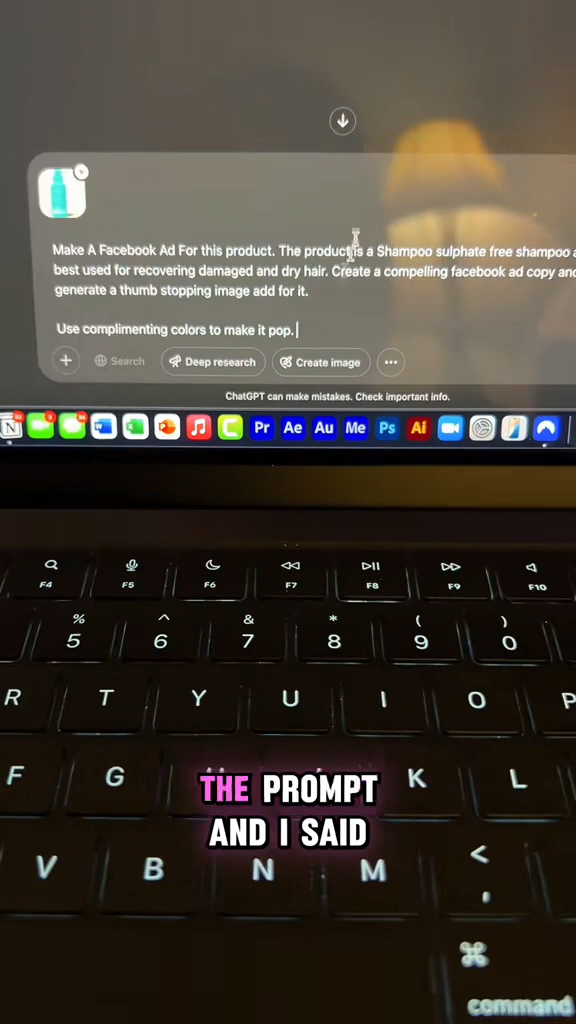 Make A Facebook Ad For this product. The product is a Shampoo sulphate free shampoo
best used for recovering damaged and dry hair. Create a compelling facebook ad copy and
generate a thumb stopping image add for it.
Use complimenting colors to make it pop.
Search
Deep research
Create image
ChatGPT can make mistakes. Check important info.
N W Pr Ae Au Me Ps Ai
F4 F5 F6 F7 F8 F9 F10
% ^ & * ( )
5 6 7 8 9 0
R T Y U I O P
F G K L
THE PROMPT
AND I SAID
V B N M < ,
⌘
command